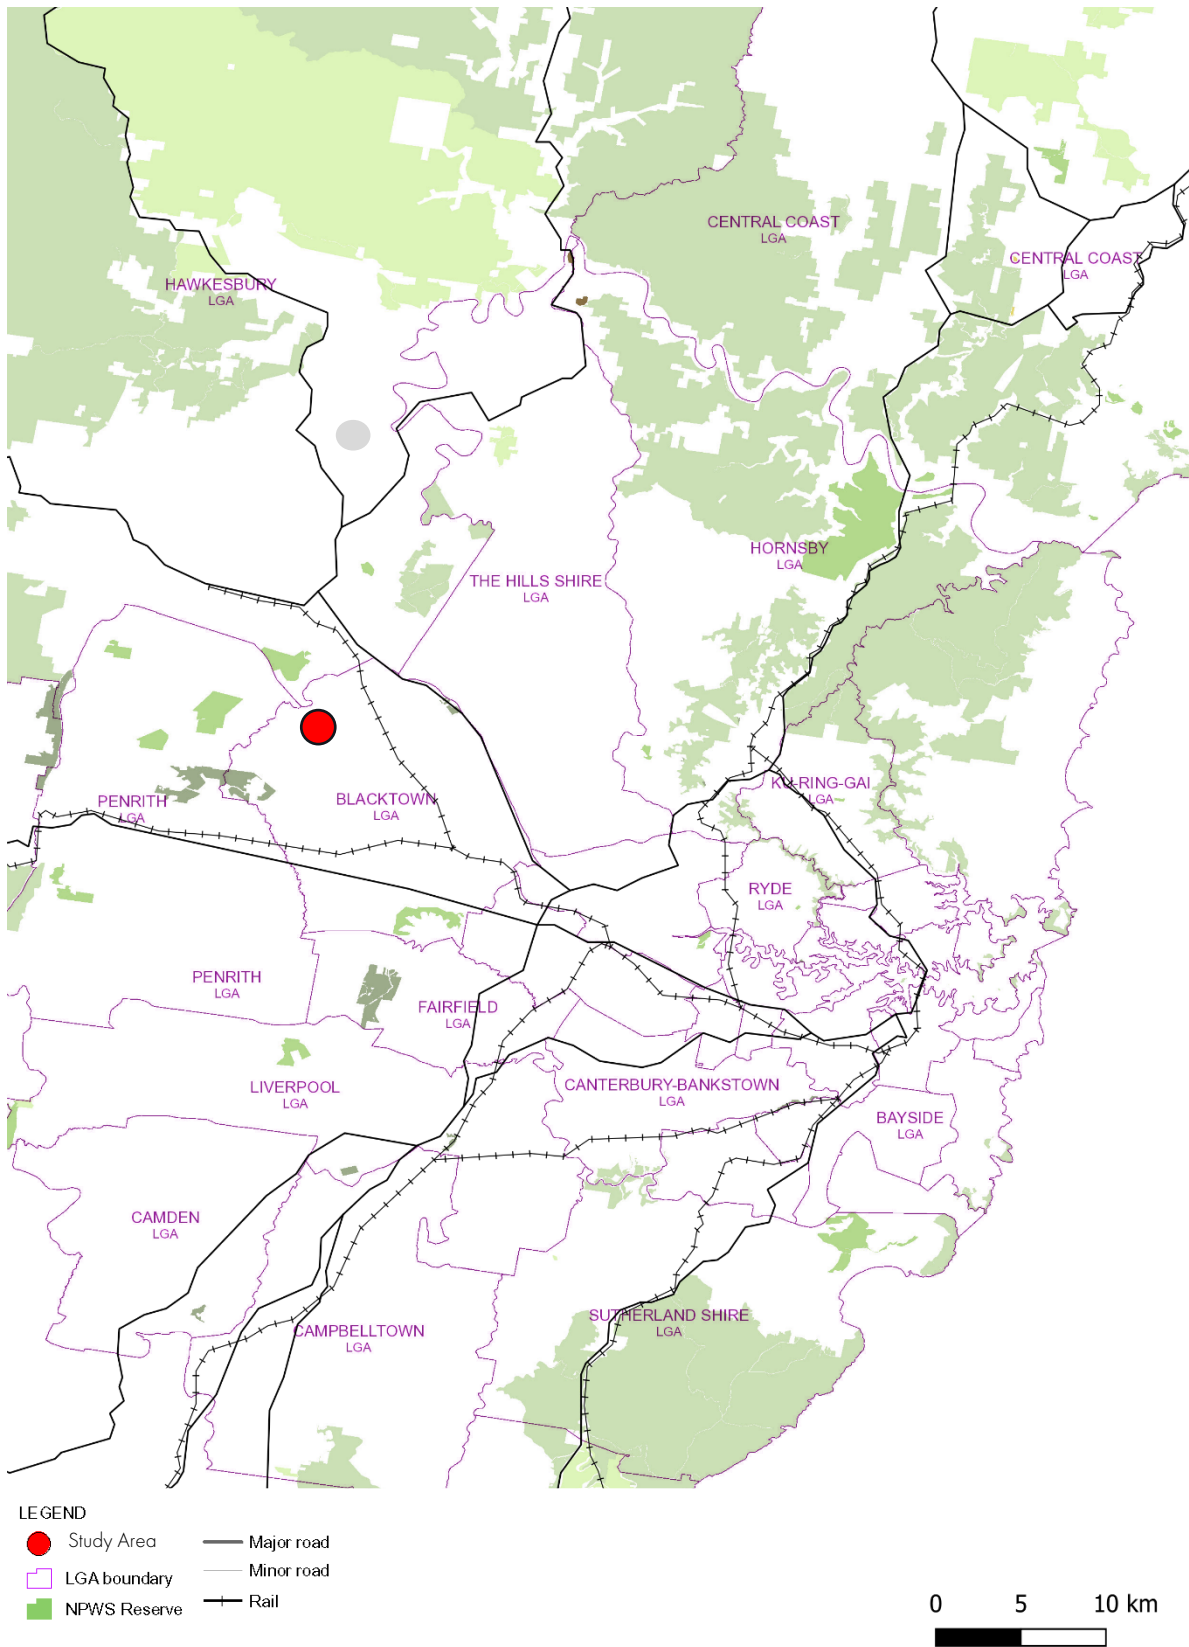 CENTRAL COAST
LGA
CENTRAL COAST
LGA
HAWKESBURY
LGA
HORNSBY
LGA
THE HILLS SHIRE
LGA
KU-RING-GAI
LGA
PENRITH
LGA
BLACKTOWN
LGA
RYDE
LGA
PENRITH
LGA
FAIRFIELD
LGA
LIVERPOOL
LGA
CANTERBURY-BANKSTOWN
LGA
BAYSIDE
LGA
CAMDEN
LGA
SUTHERLAND SHIRE
LGA
CAMPBELLTOWN
LGA
LEGEND
Study Area
LGA boundary
NPWS Reserve
Major road
Minor road
Rail
0 5 10 km